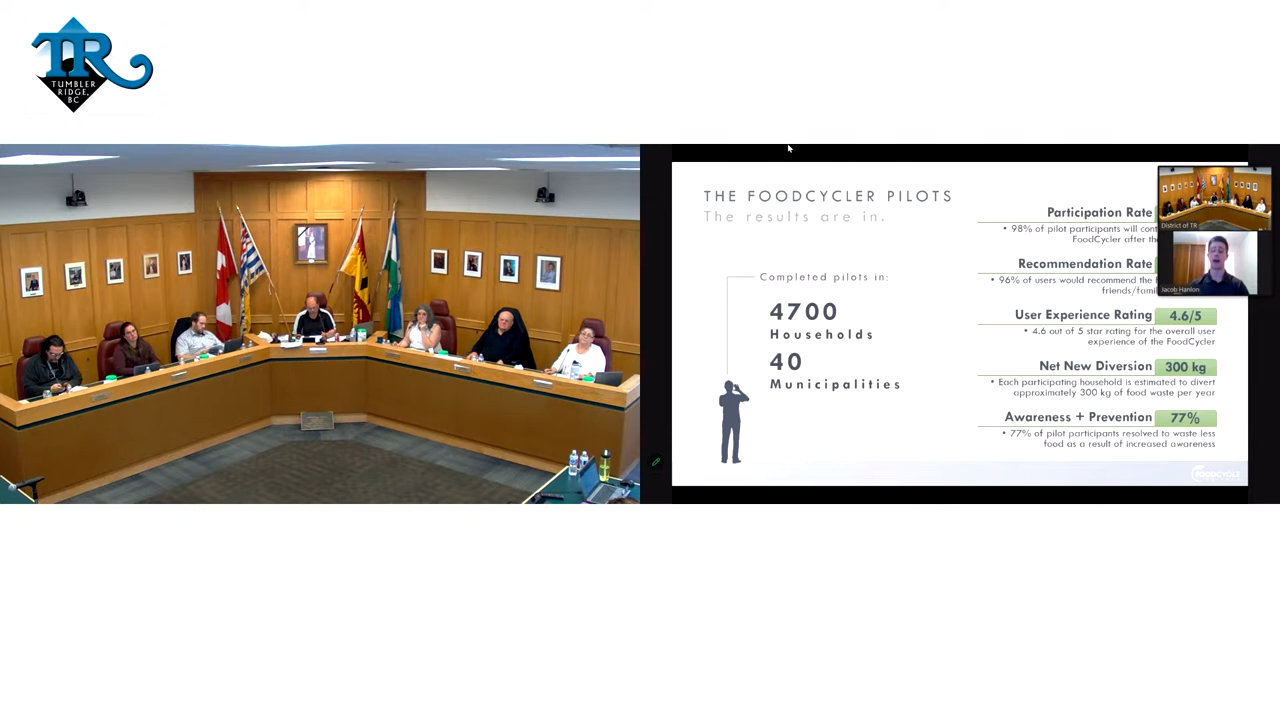 TR
TUMBLER
RIDGE,
BC
THE FOODCYCLER PILOTS
The results are in.
Completed pilots in:
4700
Households
40
Municipalities
Participation Rate
• 98% of pilot participants will
FoodCycler after
Recommendation Rate
• 96% of users would recommend the
User Experience Rating 4.6/5
• 4.6 out of 5 star rating for the overall user
experience of the FoodCycler
Net New Diversion 300 kg
• Each participating household is estimated to divert
approximately 300 kg of food waste per year
Awareness + Prevention 77%
• 77% of pilot participants resolved to waste less
food as a result of increased awareness
FOODCYCLE
District of TR
Jacob Hanlon